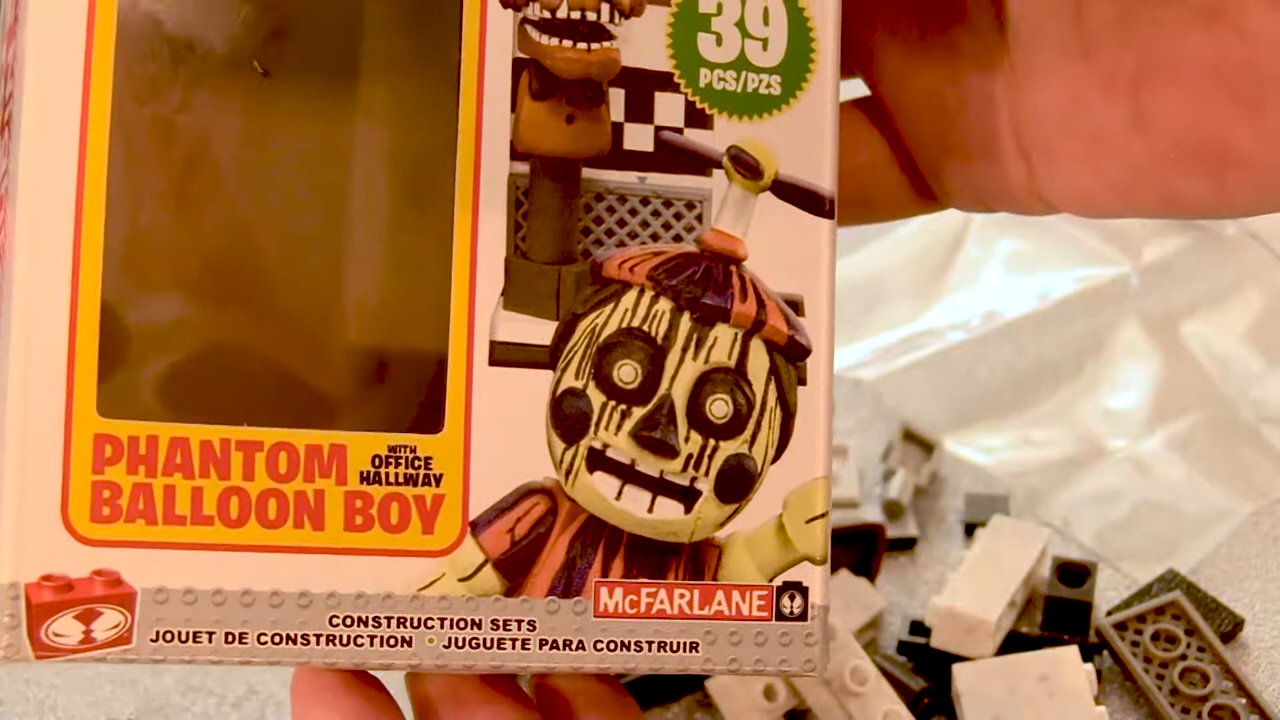 39
PCS/PZS
PHANTOM
BALLOON BOY
WITH
OFFICE
HALLWAY
McFARLANE
CONSTRUCTION SETS
JOUET DE CONSTRUCTION • JUGUETE PARA CONSTRUIR